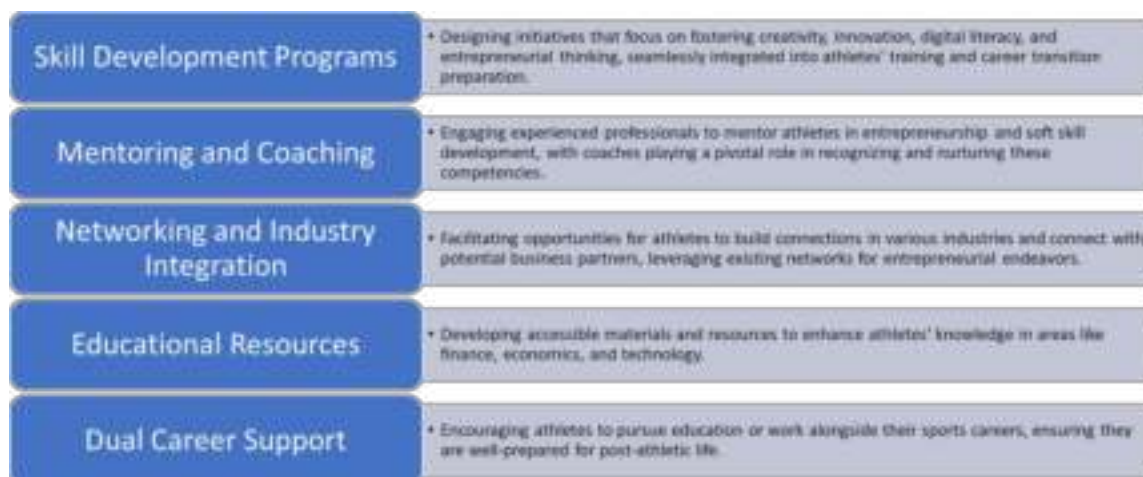 Skill Development Programs
• Designing initiatives that focus on fostering creativity, innovation, digital literacy, and
entrepreneurial thinking, seamlessly integrated into athletes' training and career transition
preparation.
Mentoring and Coaching
• Engaging experienced professionals to mentor athletes in entrepreneurship and soft skill
development, with coaches playing a pivotal role in recognizing and nurturing these
competencies.
Networking and Industry
Integration
• Facilitating opportunities for athletes to build connections in various industries and connect with
potential business partners, leveraging existing networks for entrepreneurial endeavors.
Educational Resources
• Developing accessible materials and resources to enhance athletes' knowledge in areas like
finance, economics, and technology.
Dual Career Support
• Encouraging athletes to pursue education or work alongside their sports careers, ensuring they
are well-prepared for post-athletic life.